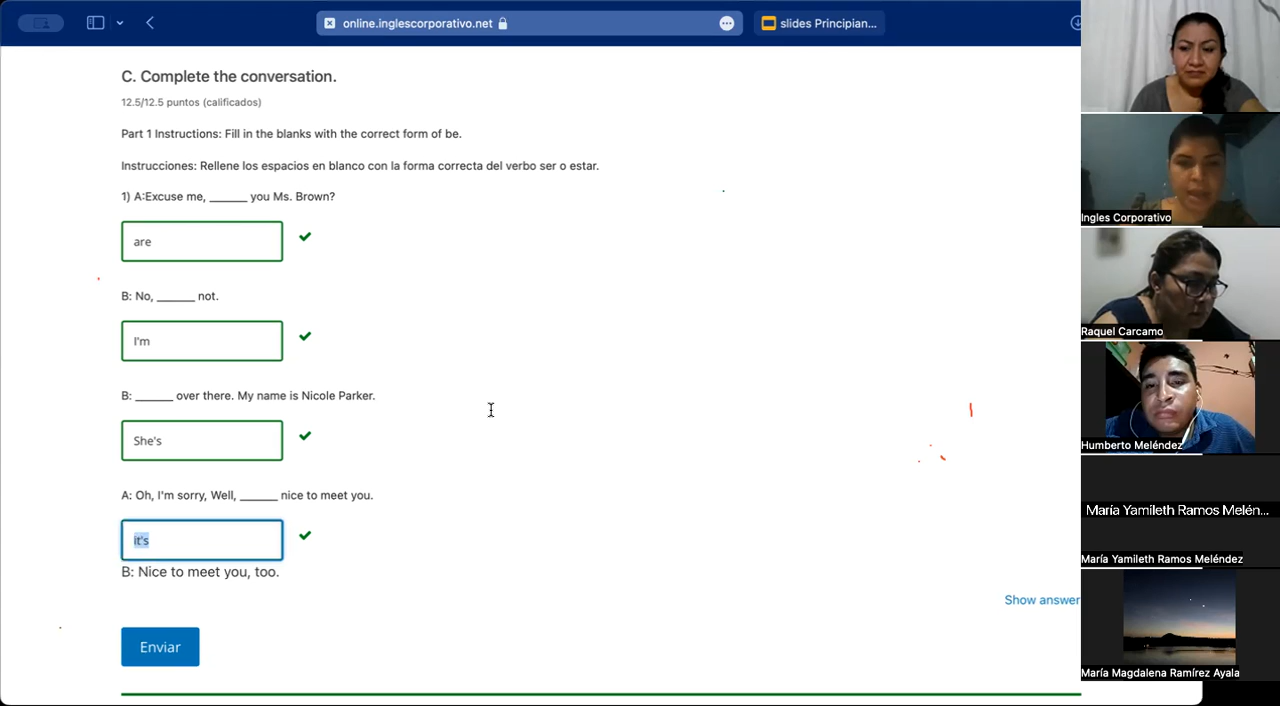 online.inglescorporativo.net
slides Principian...
C. Complete the conversation.
12.5/12.5 puntos (calificados)
Part 1 Instructions: Fill in the blanks with the correct form of be.
Instrucciones: Rellene los espacios en blanco con la forma correcta del verbo ser o estar.
1) A:Excuse me, ______ you Ms. Brown?
are
B: No, ______ not.
I'm
B: ______ over there. My name is Nicole Parker.
She's
A: Oh, I'm sorry, Well, ______ nice to meet you.
it's
B: Nice to meet you, too.
Show answer
Enviar
Ingles Corporativo
Raquel Carcamo
Humberto Meléndez
María Yamileth Ramos Melén...
María Yamileth Ramos Meléndez
María Magdalena Ramírez Ayala